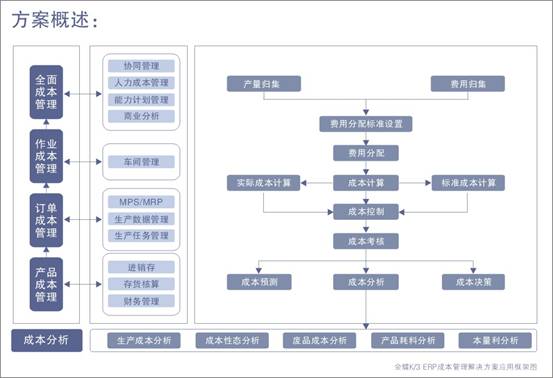 方案概述：
全面
成本
管理
作业
成本
管理
订单
成本
管理
产品
成本
管理
协同管理
人力成本管理
能力计划管理
商业分析
车间管理
MPS/MRP
生产数据管理
生产任务管理
进销存
存货核算
财务管理
产量归集
费用归集
费用分配标准设置
费用分配
实际成本计算
成本计算
标准成本计算
成本控制
成本考核
成本预测
成本分析
成本决策
成本分析
生产成本分析
成本性态分析
废品成本分析
产品耗料分析
本量利分析
金蝶K/3 ERP成本管理解决方案应用框架图